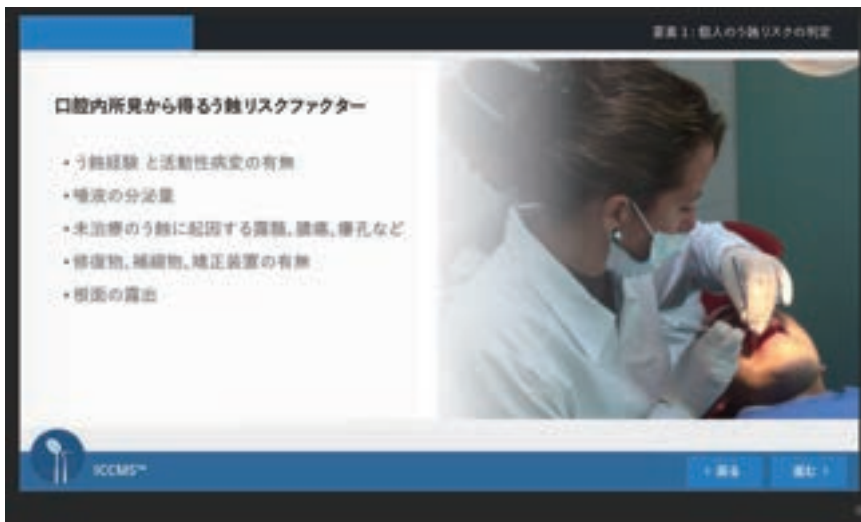 要素 1 : 個人のう蝕リスクの判定
口腔内所見から得るう蝕リスクファクター
・う蝕経験 と活動性病変の有無
・唾液の分泌量
・未治療のう蝕に起因する露髄、膿瘍、瘻孔など
・修復物、補綴物、矯正装置の有無
・根面の露出
ICCMS™
戻る
進む